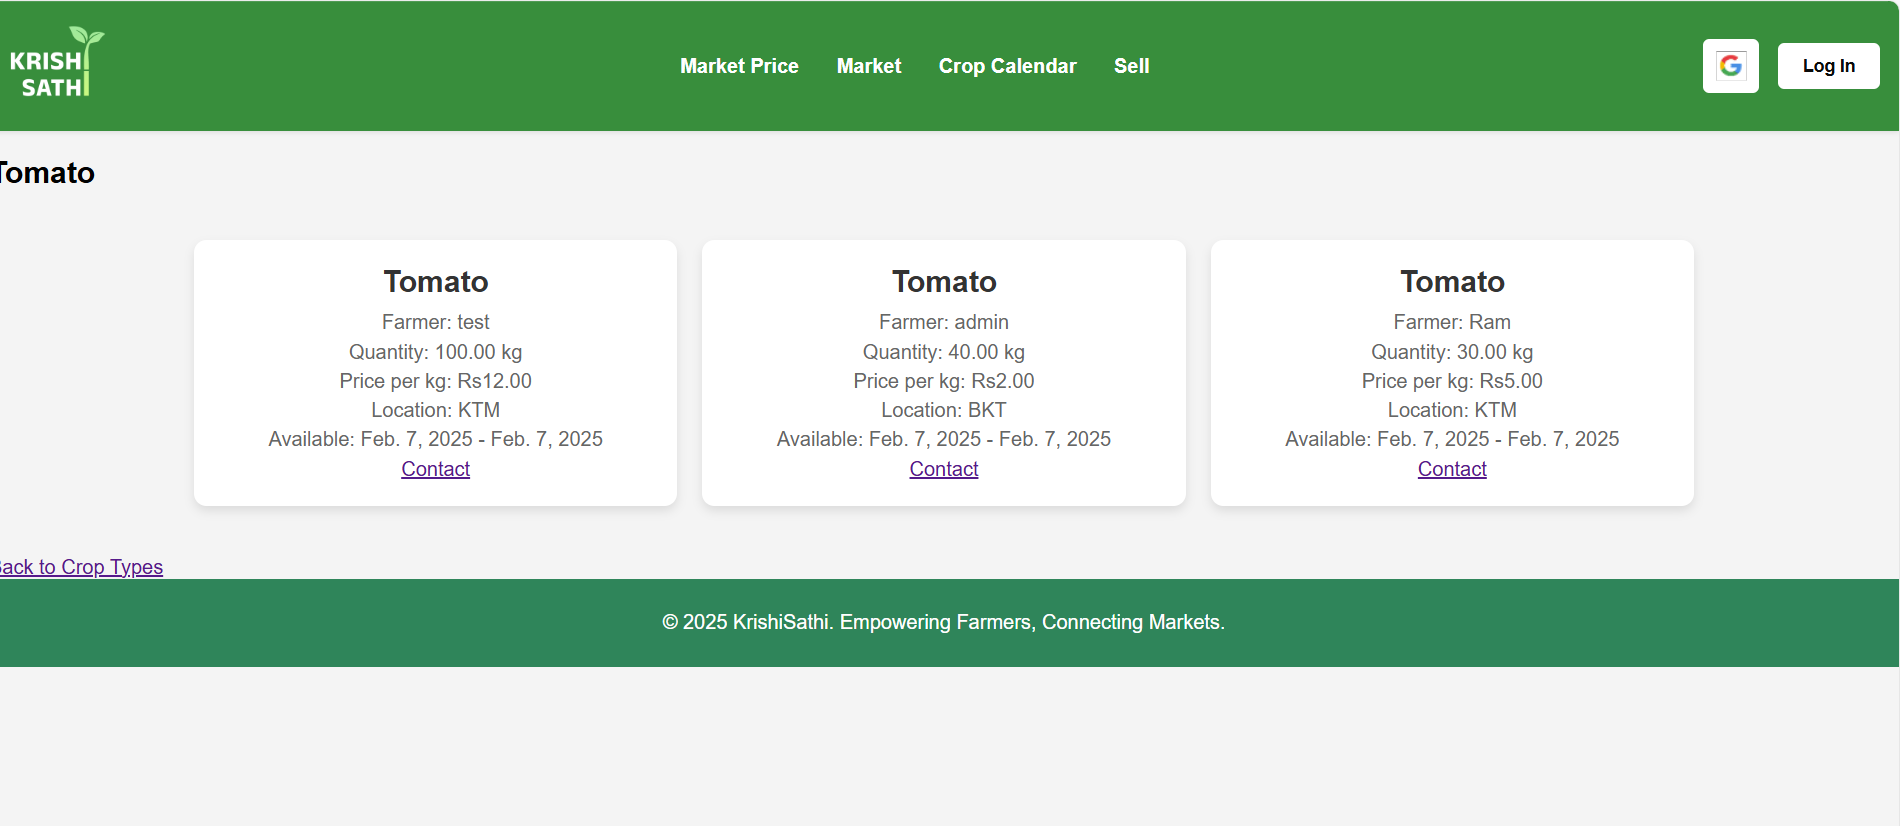 KRISHI
SATHI
Market Price Market Crop Calendar Sell
G
Log In
Tomato
Tomato
Farmer: test
Quantity: 100.00 kg
Price per kg: Rs12.00
Location: KTM
Available: Feb. 7, 2025 - Feb. 7, 2025
Contact
Tomato
Farmer: admin
Quantity: 40.00 kg
Price per kg: Rs2.00
Location: BKT
Available: Feb. 7, 2025 - Feb. 7, 2025
Contact
Tomato
Farmer: Ram
Quantity: 30.00 kg
Price per kg: Rs5.00
Location: KTM
Available: Feb. 7, 2025 - Feb. 7, 2025
Contact
Back to Crop Types
© 2025 KrishiSathi. Empowering Farmers, Connecting Markets.